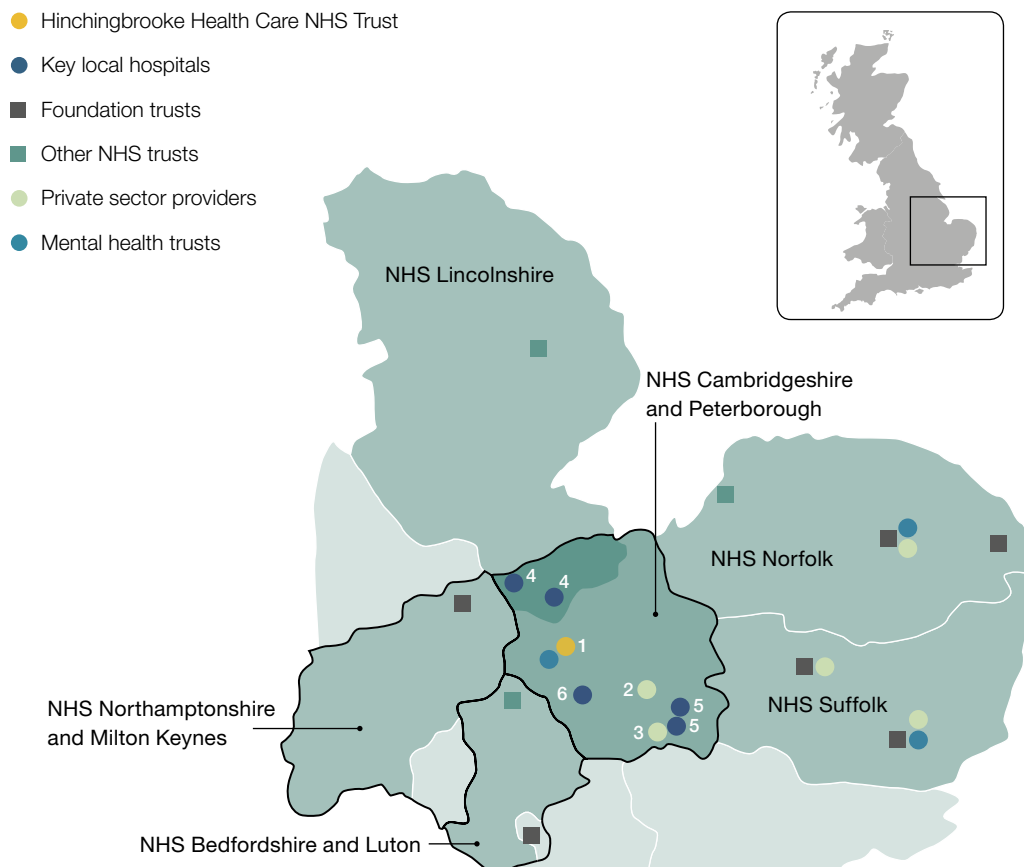 Hinchingbrooke Health Care NHS Trust
Key local hospitals
Foundation trusts
Other NHS trusts
Private sector providers
Mental health trusts
NHS Lincolnshire
NHS Cambridgeshire
and Peterborough
NHS Norfolk
4
4
1
6
2
5
5
3
NHS Suffolk
NHS Northamptonshire
and Milton Keynes
NHS Bedfordshire and Luton